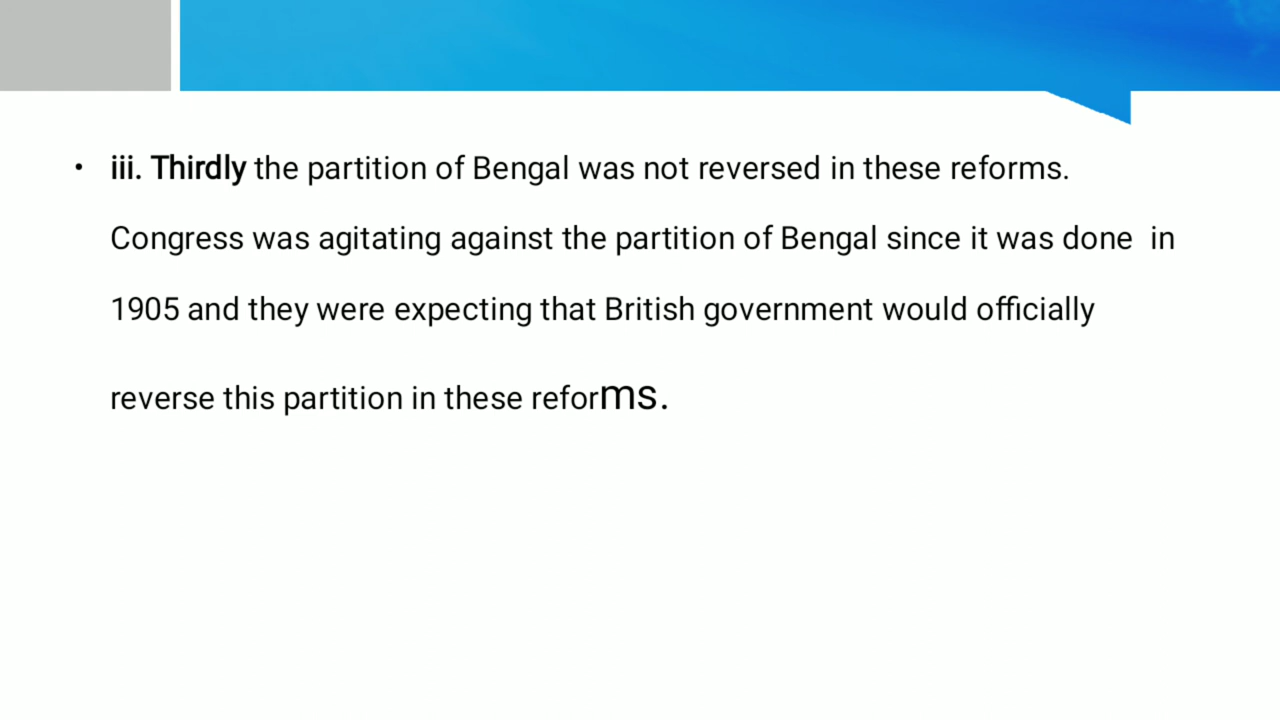 • iii. Thirdly the partition of Bengal was not reversed in these reforms.
Congress was agitating against the partition of Bengal since it was done  in
1905 and they were expecting that British government would officially
reverse this partition in these reforms.